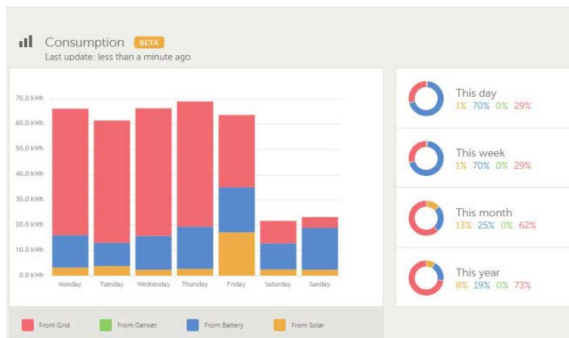 Consumption BETA
Last update: less than a minute ago
70.0 kWh
60.0 kWh
50.0 kWh
40.0 kWh
30.0 kWh
20.0 kWh
10.0 kWh
0.0 kWh
Monday Tuesday Wednesday Thursday Friday Saturday Sunday
From Grid From Genset From Battery From Solar
This day
1% 70% 0% 29%
This week
1% 70% 0% 29%
This month
13% 25% 0% 62%
This year
8% 19% 0% 73%